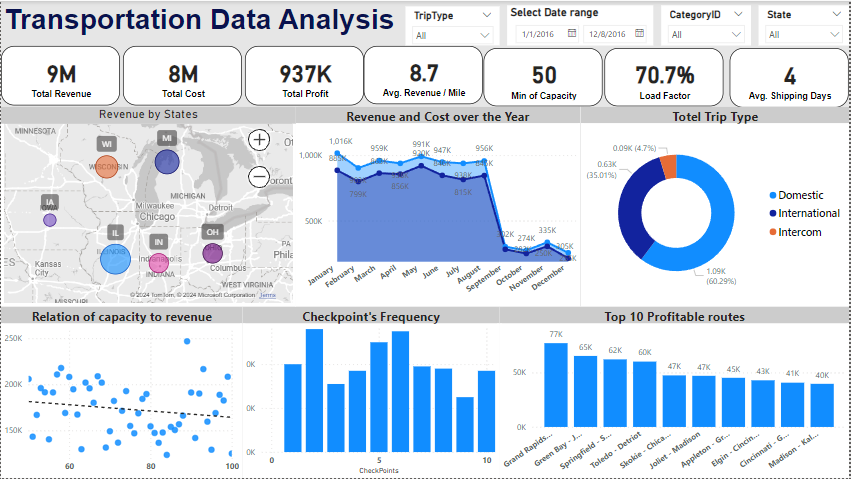 Transportation Data Analysis
TripType
All
Select Date range
1/1/2016
12/8/2016
CategoryID
All
State
All
9M
Total Revenue
8M
Total Cost
937K
Total Profit
8.7
Avg. Revenue / Mile
50
Min of Capacity
70.7%
Load Factor
4
Avg. Shipping Days
Revenue by States
MINNESOTA
WI
WISCONSIN
MI
MICHIGAN
Milwaukee
Chicago
Detroit
IA
IL
ILLINOIS
IN
Indianapolis
INDIANA
OH
Columbus
Kansas
City
PA
WEST VIRGINIA
MISSOURI
© 2024 TomTom, © 2024 Microsoft Corporation Terms
Revenue and Cost over the Year
1,000K
500K
1,016K
959K
991K
920K
947K
956K
938K
799K
856K
815K
274K
335K
January
February
March
April
May
June
July
August
September
October
November
December
Totel Trip Type
0.09K (4.7%)
0.63K
(35.01%)
1.09K
(60.29%)
Domestic
International
Intercom
Relation of capacity to revenue
250K
200K
150K
60
80
100
Checkpoint's Frequency
0K
0K
0K
0
5
10
CheckPoints
Top 10 Profitable routes
50K
0K
77K
65K
62K
60K
47K
47K
45K
43K
41K
40K
Grand Rapids...
Green Bay - J...
Springfield - S...
Toledo - Detroit
Skokie - Chica...
Joliet - Madison
Appleton - Gr...
Elgin - Cincin...
Cincinnati - G...
Madison - Kal...